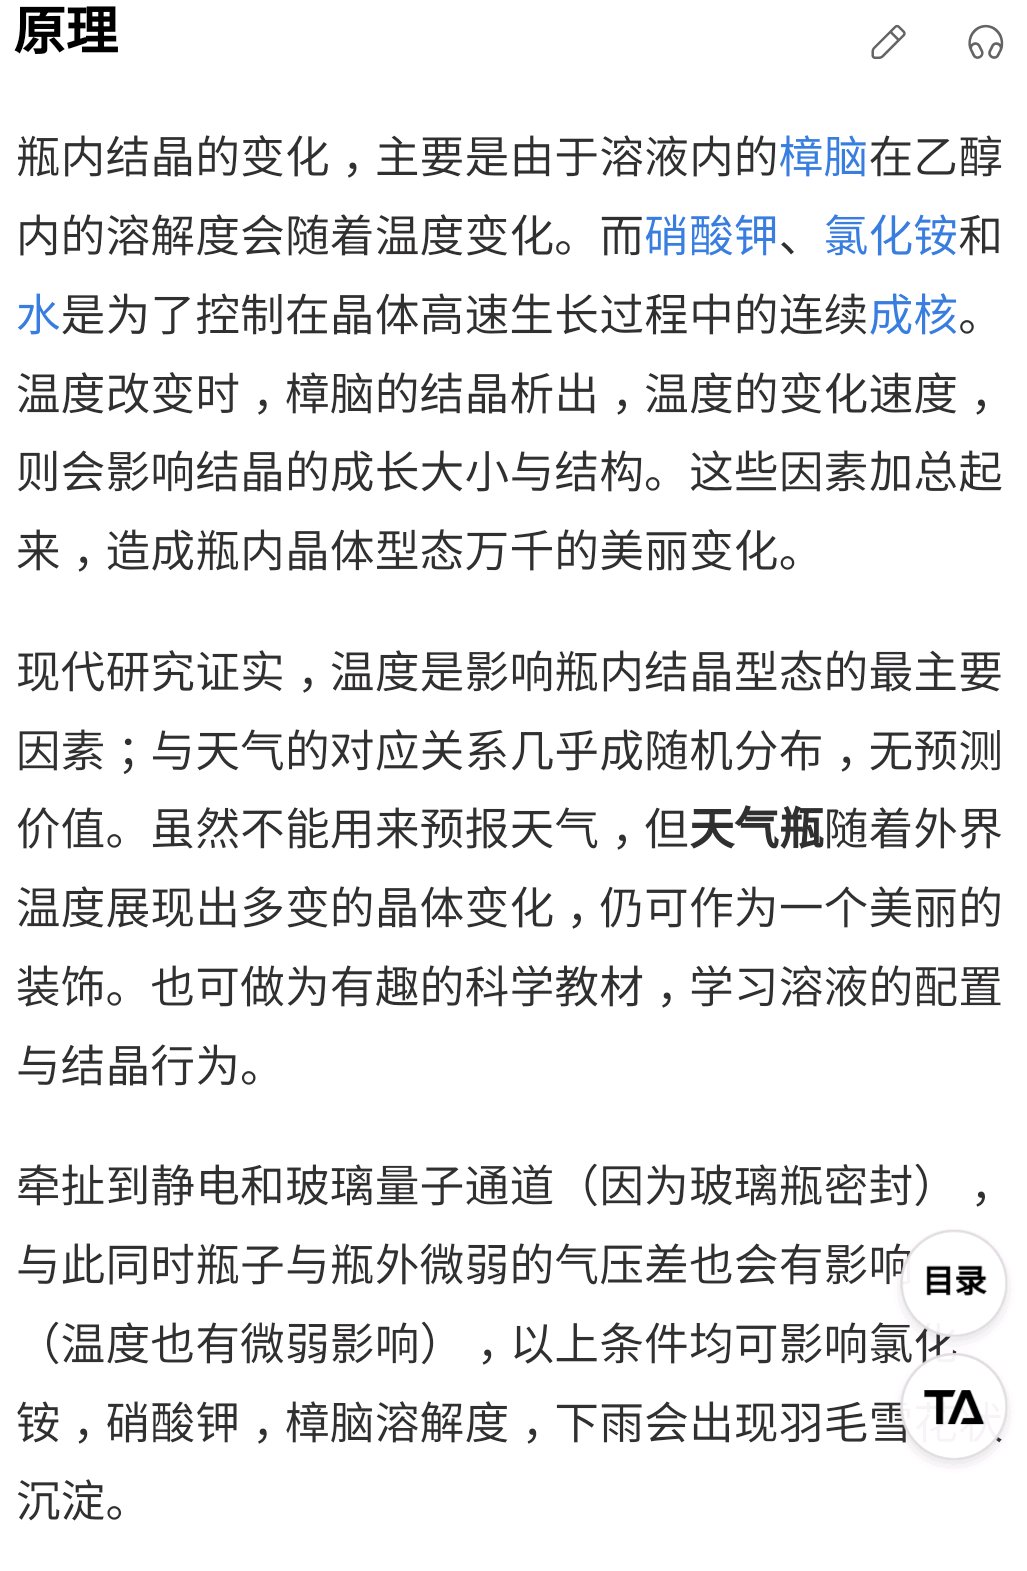 原理
瓶内结晶的变化，主要是由于溶液内的樟脑在乙醇
内的溶解度会随着温度变化。而硝酸钾、氯化铵和
水是为了控制在晶体高速生长过程中的连续成核。
温度改变时，樟脑的结晶析出，温度的变化速度，
则会影响结晶的成长大小与结构。这些因素加总起
来，造成瓶内晶体型态万千的美丽变化。
现代研究证实，温度是影响瓶内结晶型态的最主要
因素；与天气的对应关系几乎成随机分布，无预测
价值。虽然不能用来预报天气，但天气瓶随着外界
温度展现出多变的晶体变化，仍可作为一个美丽的
装饰。也可做为有趣的科学教材，学习溶液的配置
与结晶行为。
牵扯到静电和玻璃量子通道（因为玻璃瓶密封），
与此同时瓶子与瓶外微弱的气压差也会有影响
目录
（温度也有微弱影响），以上条件均可影响氯化
铵，硝酸钾，樟脑溶解度，下雨会出现羽毛雪花状
TA
沉淀。